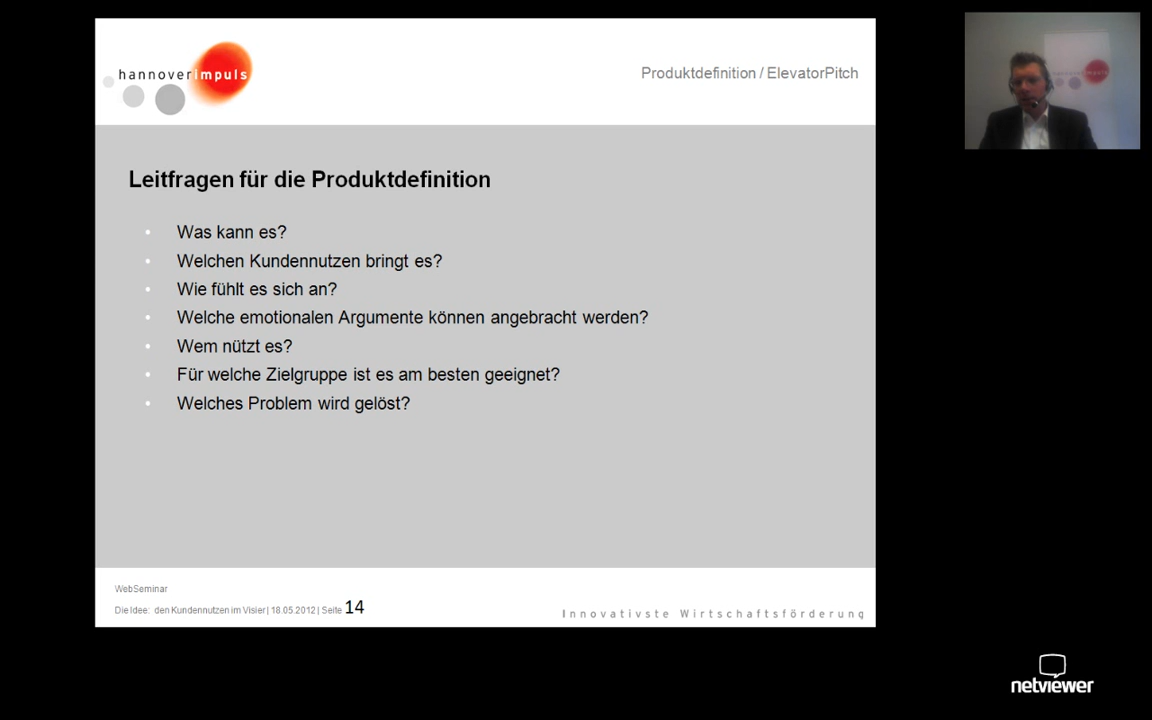 hannoverimpuls
Produktdefinition / ElevatorPitch
hannoverimpuls
Leitfragen für die Produktdefinition
• Was kann es?
• Welchen Kundennutzen bringt es?
• Wie fühlt es sich an?
• Welche emotionalen Argumente können angebracht werden?
• Wem nützt es?
• Für welche Zielgruppe ist es am besten geeignet?
• Welches Problem wird gelöst?
WebSeminar
Die Idee: den Kundennutzen im Visier | 18.05.2012 | Seite 14
Innovativste Wirtschaftsförderung
netviewer